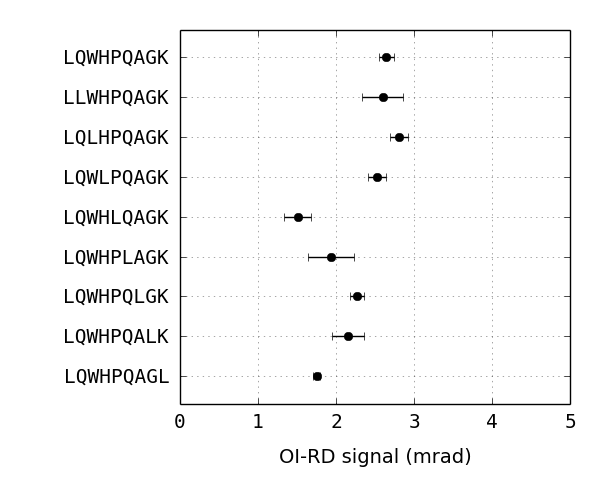 LQWHPQAGK
LLWHPQAGK
LQLHPQAGK
LQWLPQAGK
LQWHLQAGK
LQWHPLAGK
LQWHPQLGK
LQWHPQALK
LQWHPQAGL
0 1 2 3 4 5
OI-RD signal (mrad)